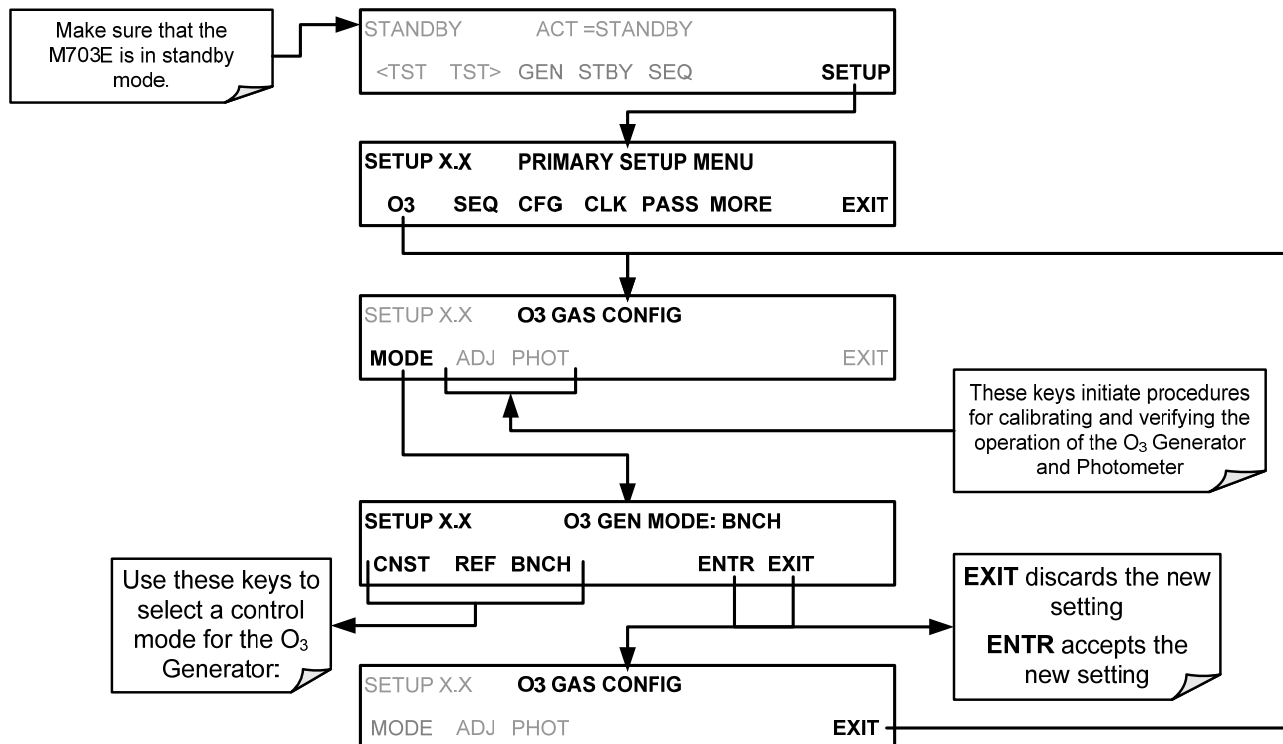 Make sure that the
M703E is in standby
mode.
STANDBY ACT =STANDBY
<TST TST> GEN STBY SEQ SETUP
SETUP X.X PRIMARY SETUP MENU
O3 SEQ CFG CLK PASS MORE EXIT
SETUP X.X O3 GAS CONFIG
MODE ADJ PHOT EXIT
These keys initiate procedures
for calibrating and verifying the
operation of the O₃ Generator
and Photometer
SETUP X.X O3 GEN MODE: BNCH
CNST REF BNCH ENTR EXIT
Use these keys to
select a control
mode for the O₃
Generator:
EXIT discards the new
setting
ENTR accepts the
new setting
SETUP X.X O3 GAS CONFIG
MODE ADJ PHOT EXIT